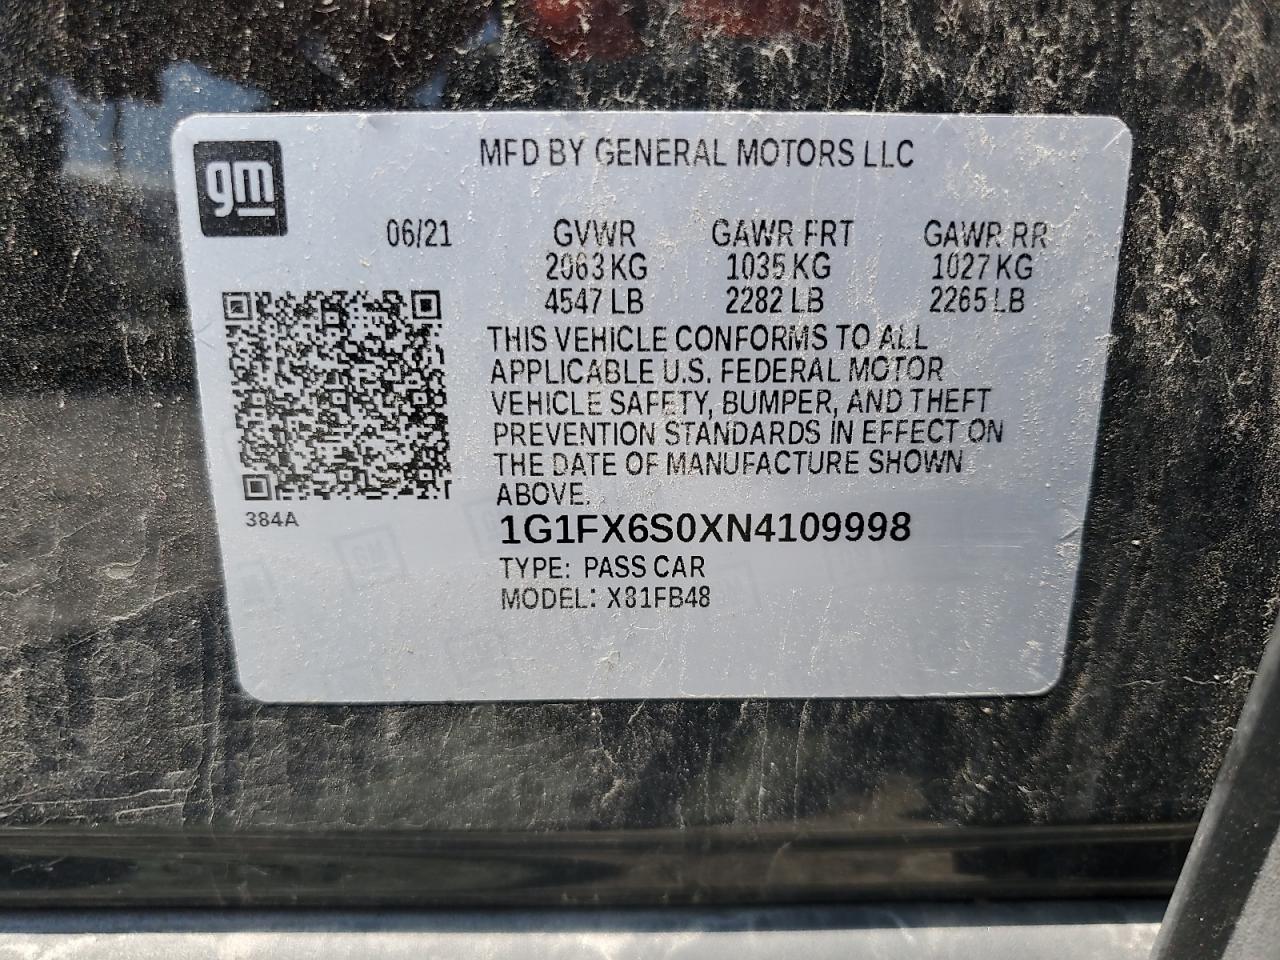 gm
MFD BY GENERAL MOTORS LLC
06/21 GVWR GAWR FRT GAWR RR
2063 KG 1035 KG 1027 KG
4547 LB 2282 LB 2265 LB
THIS VEHICLE CONFORMS TO ALL
APPLICABLE U.S. FEDERAL MOTOR
VEHICLE SAFETY, BUMPER, AND THEFT
PREVENTION STANDARDS IN EFFECT ON
THE DATE OF MANUFACTURE SHOWN
ABOVE.
384A
1G1FX6S0XN4109998
TYPE: PASS CAR
MODEL: X81FB48